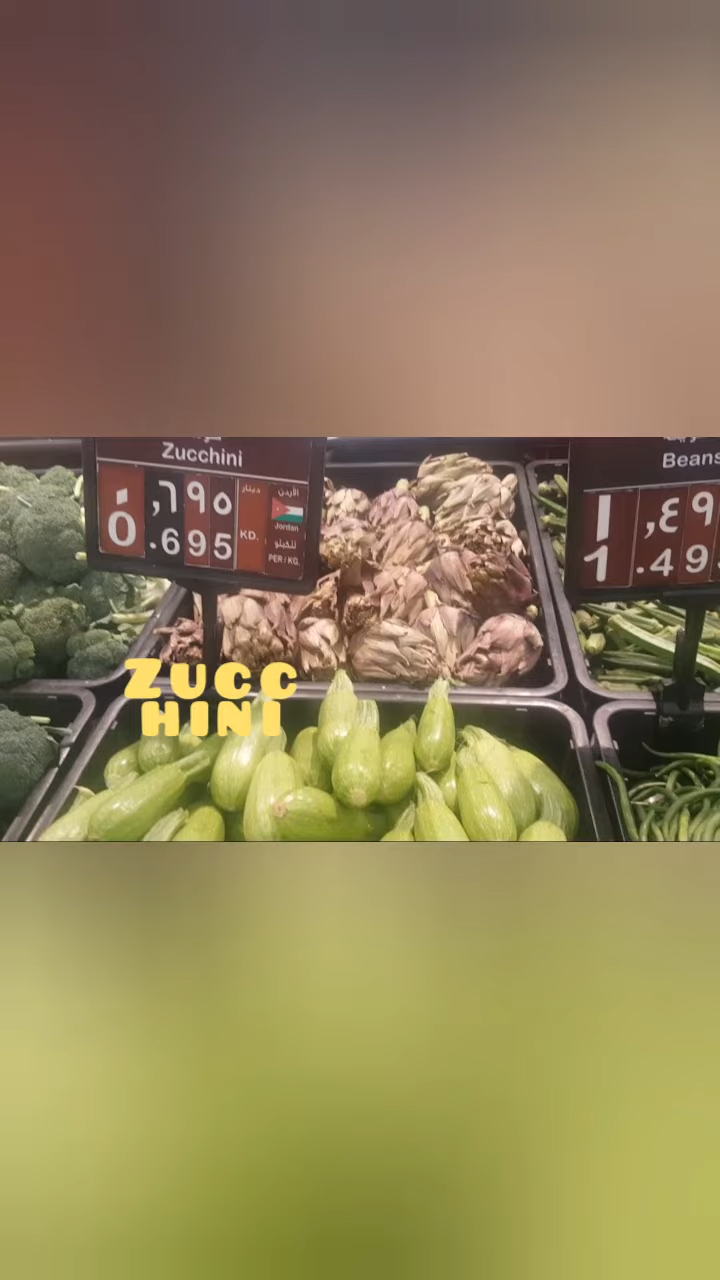 Zucchini
٠,٦٩٥
0.695
دينار
KD.
الأردن
Jordan
للكيلو
PER / KG.
Beans
١,٤٩
1.49
ZUCC
HINI